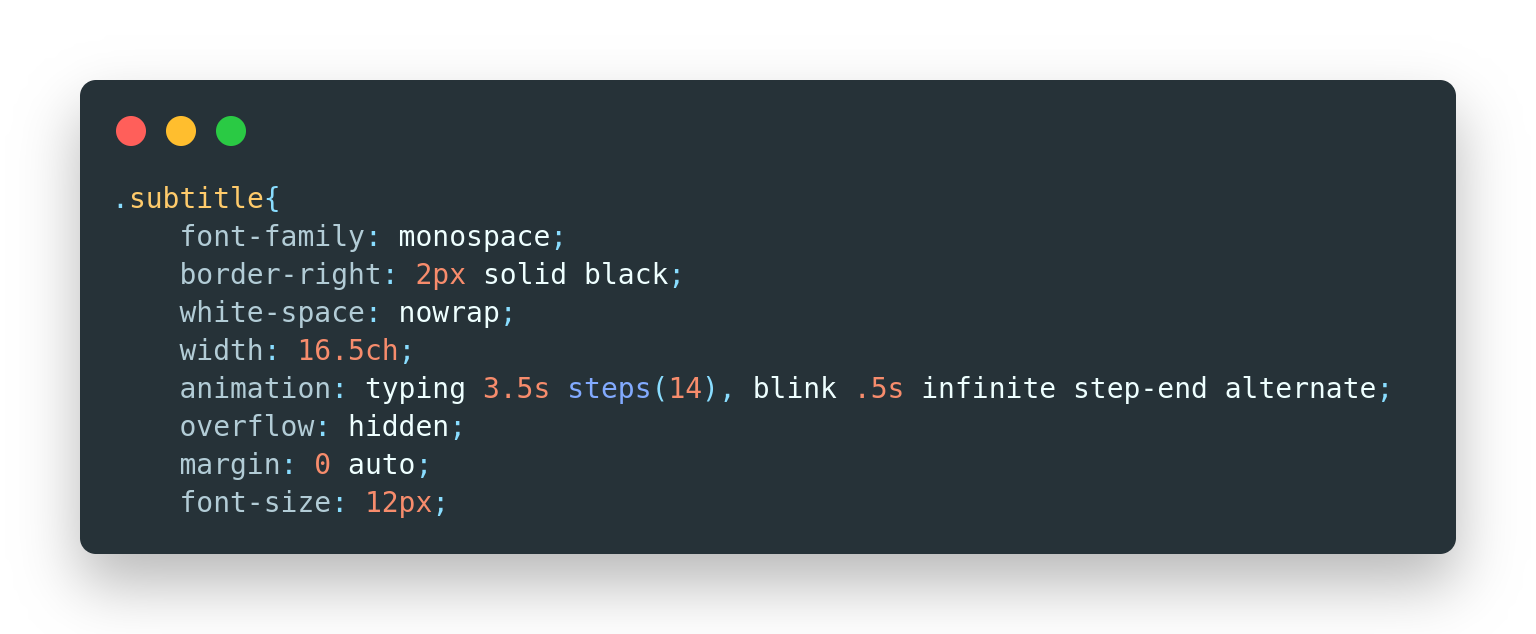 .subtitle{
    font-family: monospace;
    border-right: 2px solid black;
    white-space: nowrap;
    width: 16.5ch;
    animation: typing 3.5s steps(14), blink .5s infinite step-end alternate;
    overflow: hidden;
    margin: 0 auto;
    font-size: 12px;